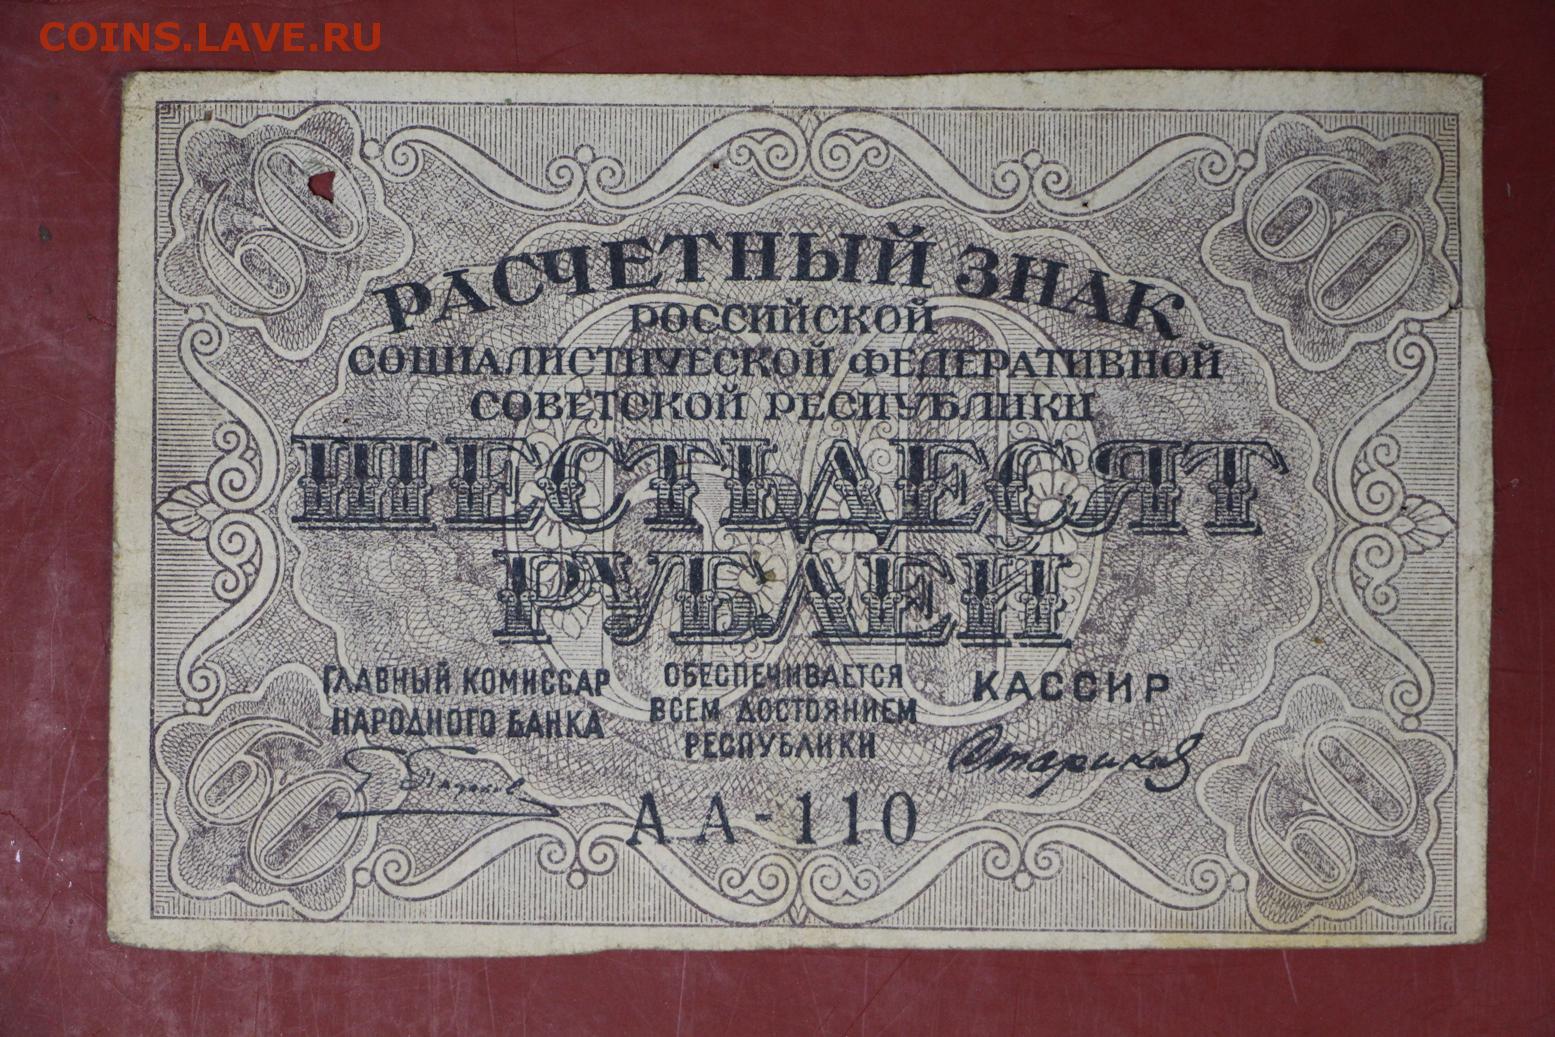 COINS.LAVE.RU
60 60
РАСЧЕТНЫЙ ЗНАК
РОССИЙСКОЙ
СОЦИАЛИСТИЧЕСКОЙ ФЕДЕРАТИВНОЙ
СОВЕТСКОЙ РЕСПУБЛИКИ
60
ШЕСТЬДЕСЯТ
РУБЛЕЙ
ГЛАВНЫЙ КОМИССАР
НАРОДНОГО БАНКА
ОБЕСПЕЧИВАЕТСЯ
ВСЕМ ДОСТОЯНИЕМ
РЕСПУБЛИКИ
КАССИР
АА-110
60 60